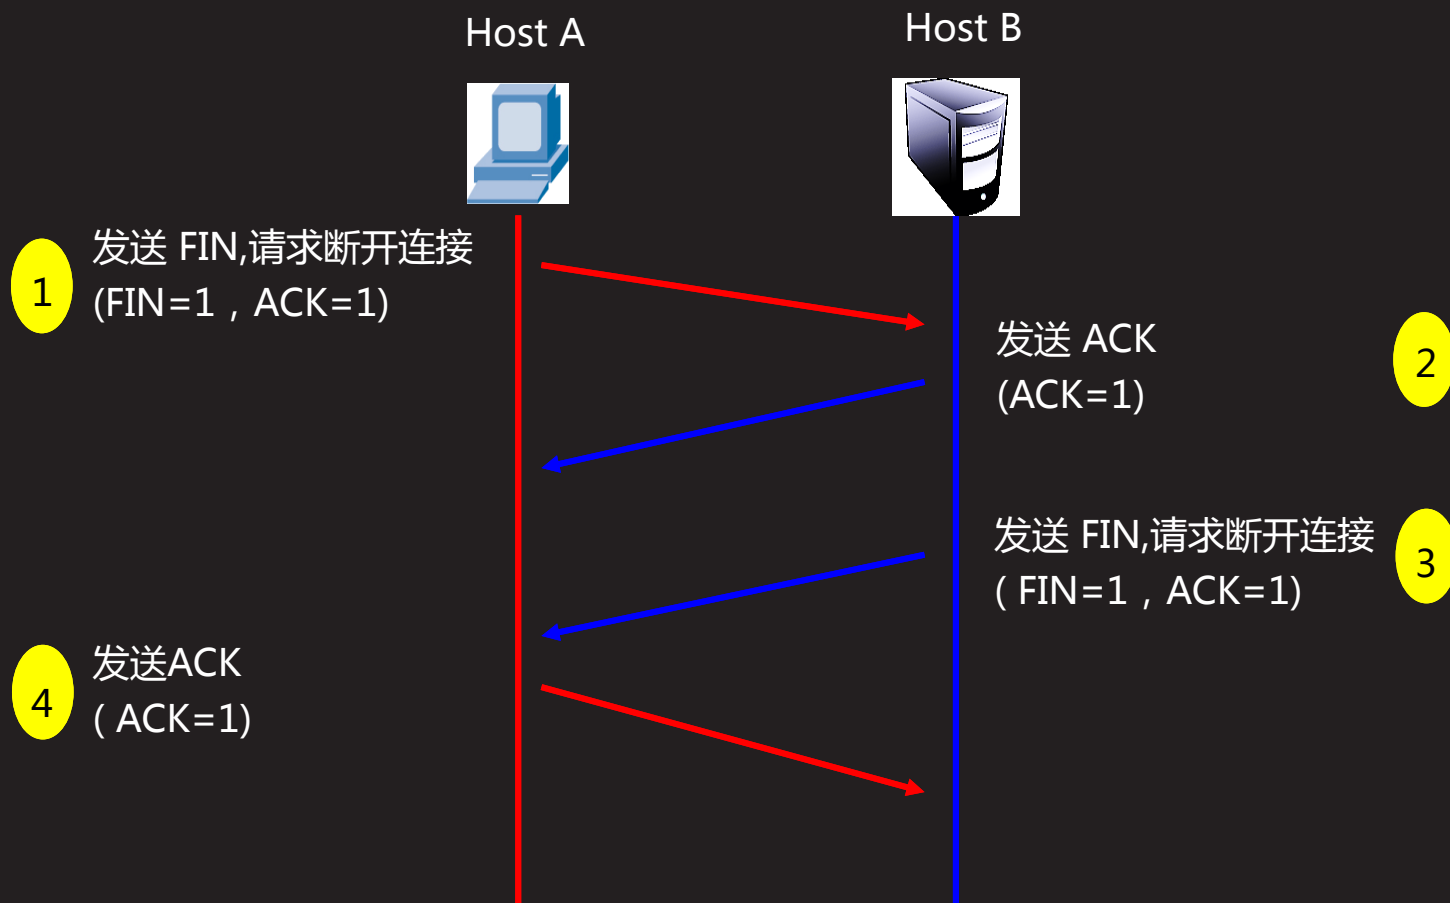 Host A
Host B
1
发送 FIN,请求断开连接
(FIN=1，ACK=1)
发送 ACK
(ACK=1)
2
发送 FIN,请求断开连接
( FIN=1，ACK=1)
3
4
发送ACK
( ACK=1)